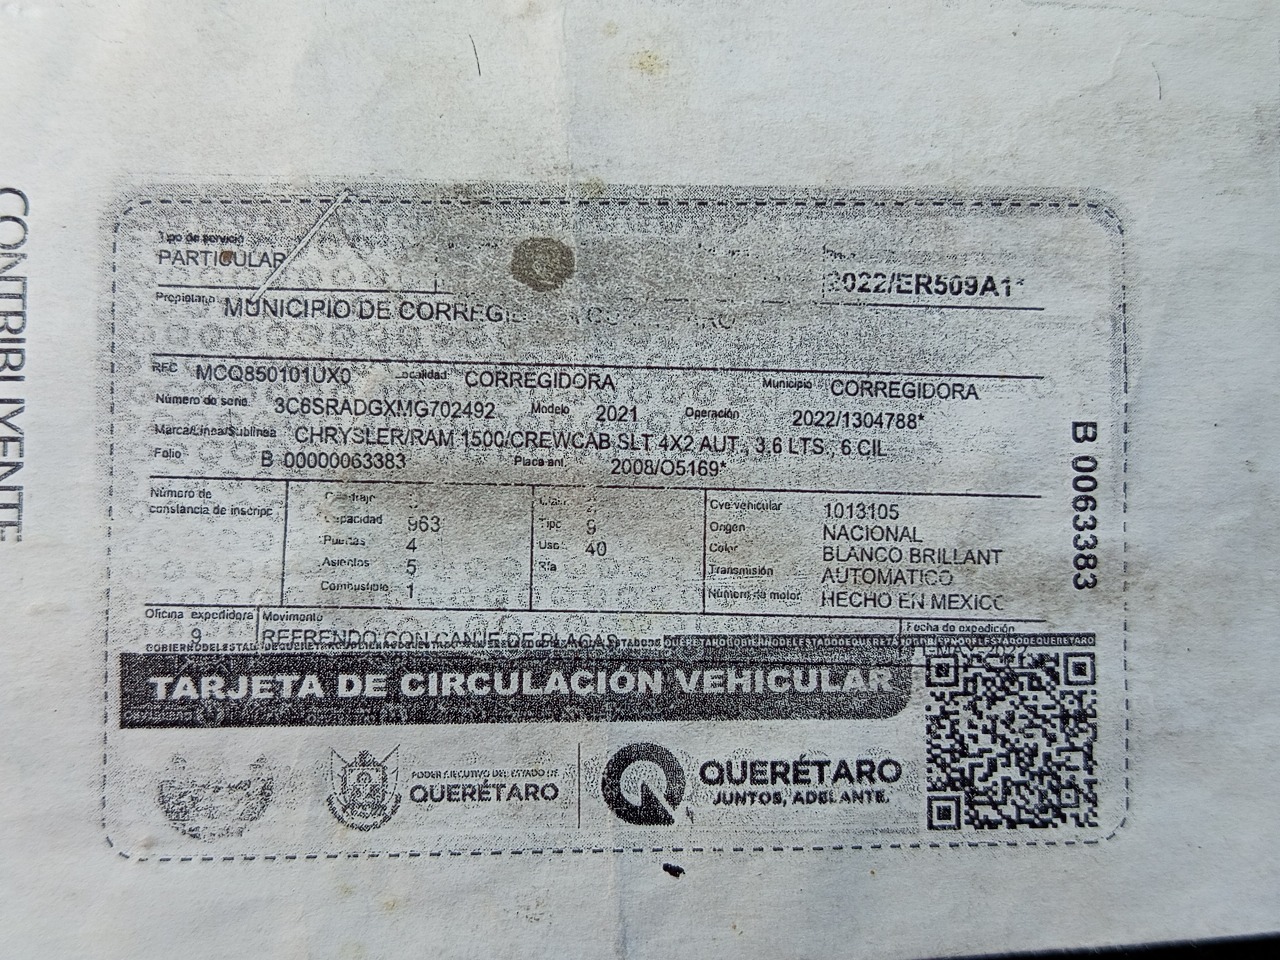 CONTRIBUYENTE
Tipo de servicio
PARTICULAR
2022/ER509A1*
Propietario MUNICIPIO DE
RFC MCQ850101UX0 Localidad CORREGIDORA Municipio CORREGIDORA
Número de serie 3C6SRADGXMG702492 Modelo 2021 Operación 2022/1304788*
Marca/Línea/Sublínea CHRYSLER/RAM 1500/CREWCAB SLT 4X2 AUT., 3.6 LTS., 6 CIL
Folio B 00000063383 Placa ant. 2008/O5169*
Número de
constancia de inscripc
Capacidad 963
Puertas 4
Asientos 5
Combustible 1
Tipo 9
Uso 40
Cve vehicular 1013105
Origen NACIONAL
Color BLANCO BRILLANT
Transmisión AUTOMATICO
Número de motor HECHO EN MEXICO
Oficina expedidora Movimiento Fecha de expedición
9 REFRENDO CON CANJE DE PLACAS
TARJETA DE CIRCULACIÓN VEHICULAR
PODER EJECUTIVO DEL ESTADO DE
QUERÉTARO
QUERÉTARO
JUNTOS, ADELANTE.
B 0063383